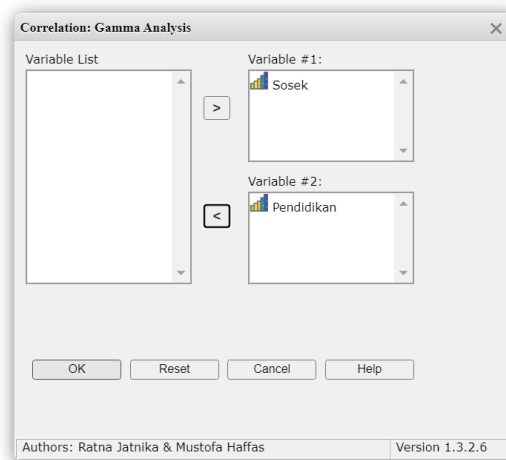 Correlation: Gamma Analysis
Variable List
Variable #1:
Sosek
>
Variable #2:
Pendidikan
<
OK Reset Cancel Help
Authors: Ratna Jatnika & Mustofa Haffas Version 1.3.2.6